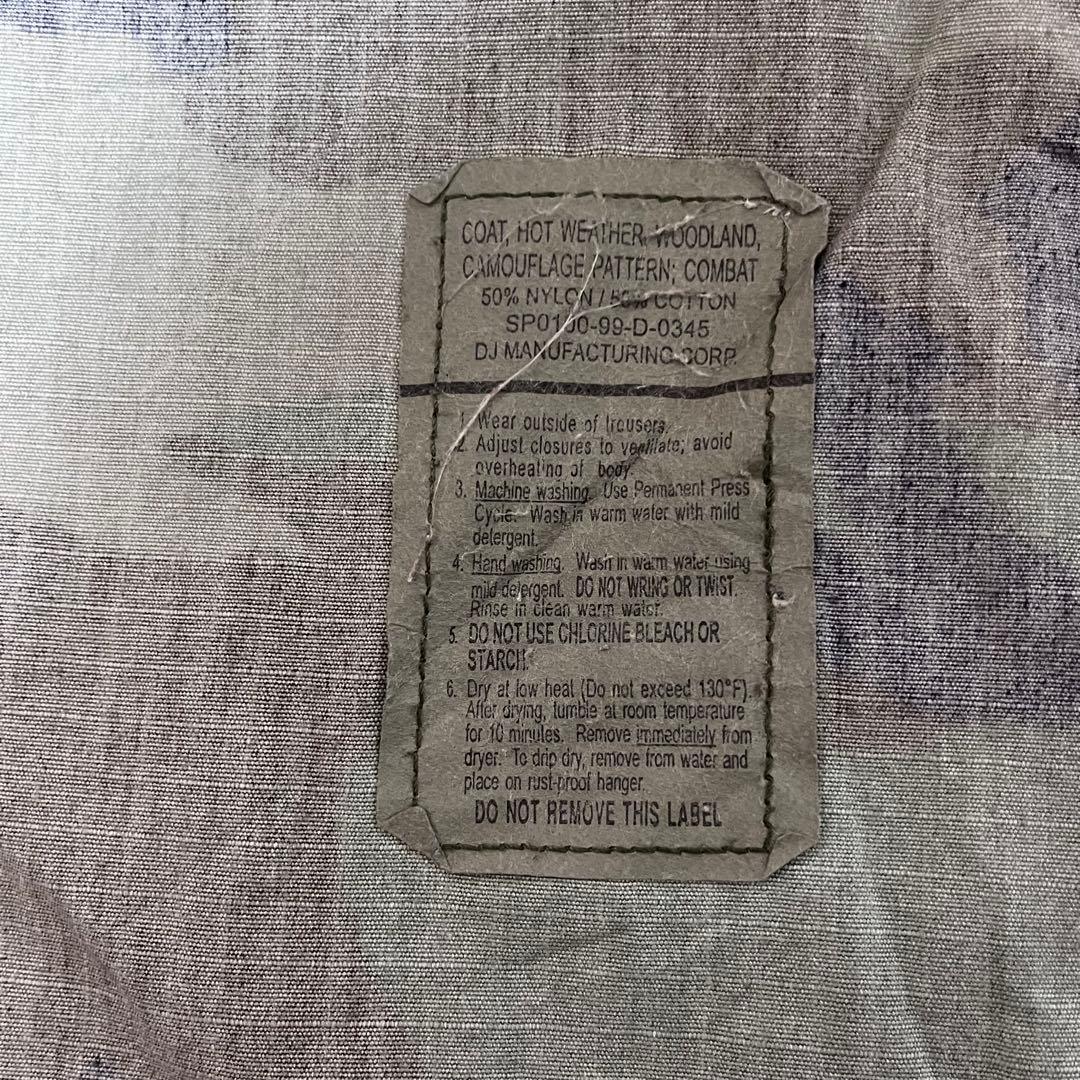 COAT, HOT WEATHER, WOODLAND,
CAMOUFLAGE PATTERN; COMBAT
50% NYLON / 50% COTTON
SP0100-99-D-0345
DJ MANUFACTURING CORP.
1. Wear outside of trousers.
2. Adjust closures to ventilate; avoid
overheating of body.
3. Machine washing. Use Permanent Press
Cycle. Wash in warm water with mild
detergent.
4. Hand washing. Wash in warm water using
mild detergent. DO NOT WRING OR TWIST.
Rinse in clean warm water.
5. DO NOT USE CHLORINE BLEACH OR
STARCH.
6. Dry at low heat (Do not exceed 130°F).
After drying, tumble at room temperature
for 10 minutes. Remove immediately from
dryer. To drip dry, remove from water and
place on rust-proof hanger.
DO NOT REMOVE THIS LABEL